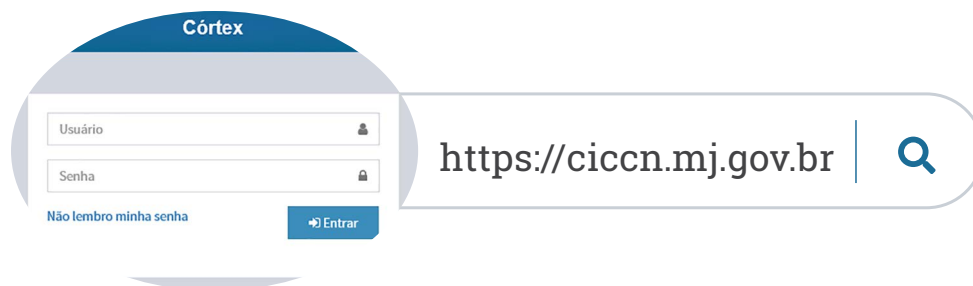 Córtex
Usuário
Senha
Não lembro minha senha
Entrar
https://ciccn.mj.gov.br